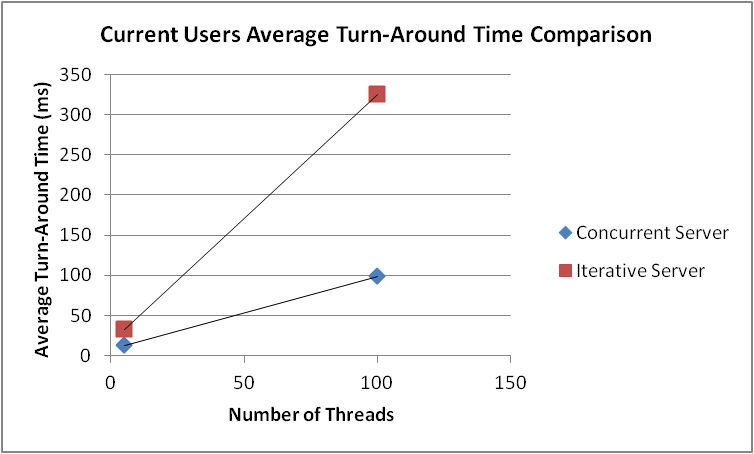 Current Users Average Turn-Around Time Comparison
Average Turn-Around Time (ms)
350
300
250
200
150
100
50
0
0 50 100 150
Number of Threads
Concurrent Server
Iterative Server